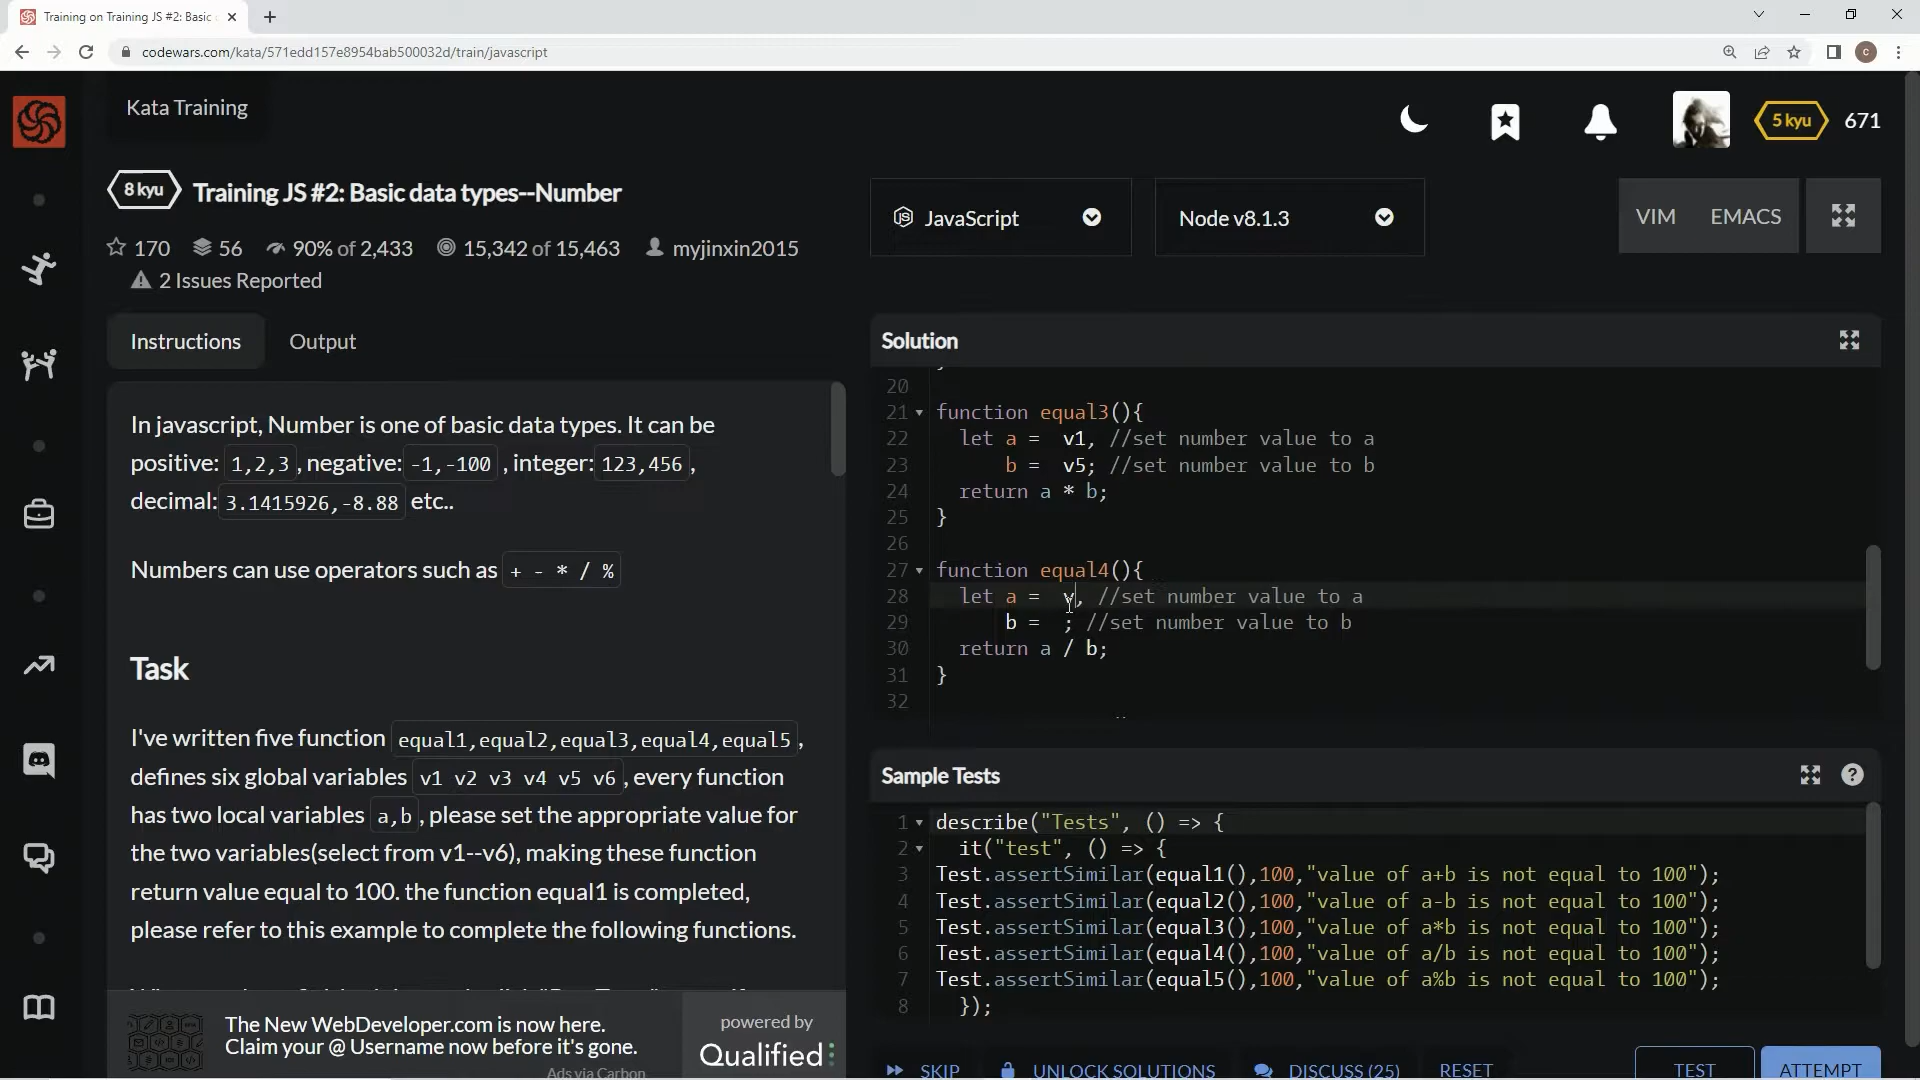 Training on Training JS #2: Basic
codewars.com/kata/571edd157e8954bab500032d/train/javascript
C
Kata Training
5 kyu 671
8 kyu Training JS #2: Basic data types--Number
170 56 90% of 2,433 15,342 of 15,463 myjinxin2015
2 Issues Reported
JavaScript
Node v8.1.3
VIM EMACS
Instructions Output
In javascript, Number is one of basic data types. It can be
positive: 1,2,3 , negative: -1,-100 , integer: 123,456 ,
decimal: 3.1415926,-8.88 etc..
Numbers can use operators such as + - * / %
Task
I've written five function equal1,equal2,equal3,equal4,equal5 ,
defines six global variables v1 v2 v3 v4 v5 v6 , every function
has two local variables a,b , please set the appropriate value for
the two variables(select from v1--v6), making these function
return value equal to 100. the function equal1 is completed,
please refer to this example to complete the following functions.
The New WebDeveloper.com is now here.
Claim your @ Username now before it's gone.
Ads via Carbon
powered by
Qualified
Solution
20
21 function equal3(){
22 let a = v1, //set number value to a
23 b = v5; //set number value to b
24 return a * b;
25 }
26
27 function equal4(){
28 let a = v, //set number value to a
29 b = ; //set number value to b
30 return a / b;
31 }
32
Sample Tests
1 describe("Tests", () => {
2 it("test", () => {
3 Test.assertSimilar(equal1(),100,"value of a+b is not equal to 100");
4 Test.assertSimilar(equal2(),100,"value of a-b is not equal to 100");
5 Test.assertSimilar(equal3(),100,"value of a*b is not equal to 100");
6 Test.assertSimilar(equal4(),100,"value of a/b is not equal to 100");
7 Test.assertSimilar(equal5(),100,"value of a%b is not equal to 100");
8 });
SKIP UNLOCK SOLUTIONS DISCUSS (25) RESET TEST ATTEMPT